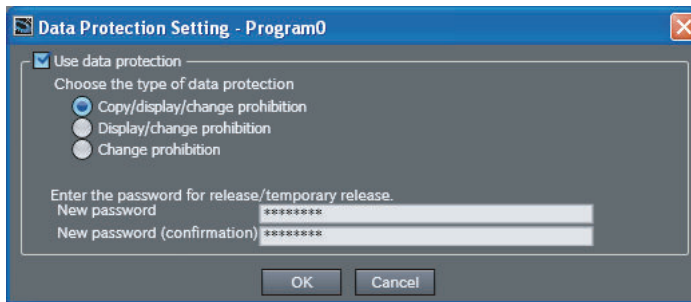 Data Protection Setting - Program0
Use data protection
Choose the type of data protection
Copy/display/change prohibition
Display/change prohibition
Change prohibition
Enter the password for release/temporary release.
New password ********
New password (confirmation) ********
OK Cancel